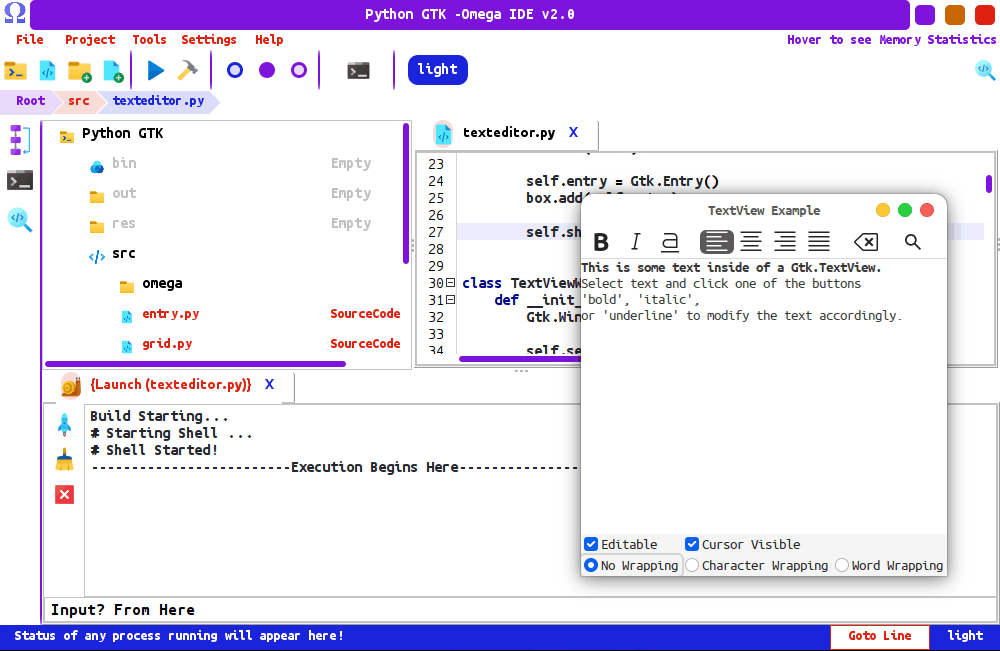 Python GTK -Omega IDE v2.0
File Project Tools Settings Help
Hover to see Memory Statistics
light
Root src texteditor.py
Python GTK
bin Empty
out Empty
res Empty
src
omega
entry.py SourceCode
grid.py SourceCode
texteditor.py X
23
24 self.entry = Gtk.Entry()
25 box.add(
26
27 self.sh
28
29
30 class TextViewW
31 def __init_
32 Gtk.Win
33
34 self.se
TextView Example
B I a
This is some text inside of a Gtk.TextView.
Select text and click one of the buttons
'bold', 'italic',
or 'underline' to modify the text accordingly.
Editable Cursor Visible
No Wrapping Character Wrapping Word Wrapping
{Launch (texteditor.py)} X
Build Starting...
# Starting Shell ...
# Shell Started!
-------------------------Execution Begins Here---------------
Input? From Here
Status of any process running will appear here!
Goto Line light